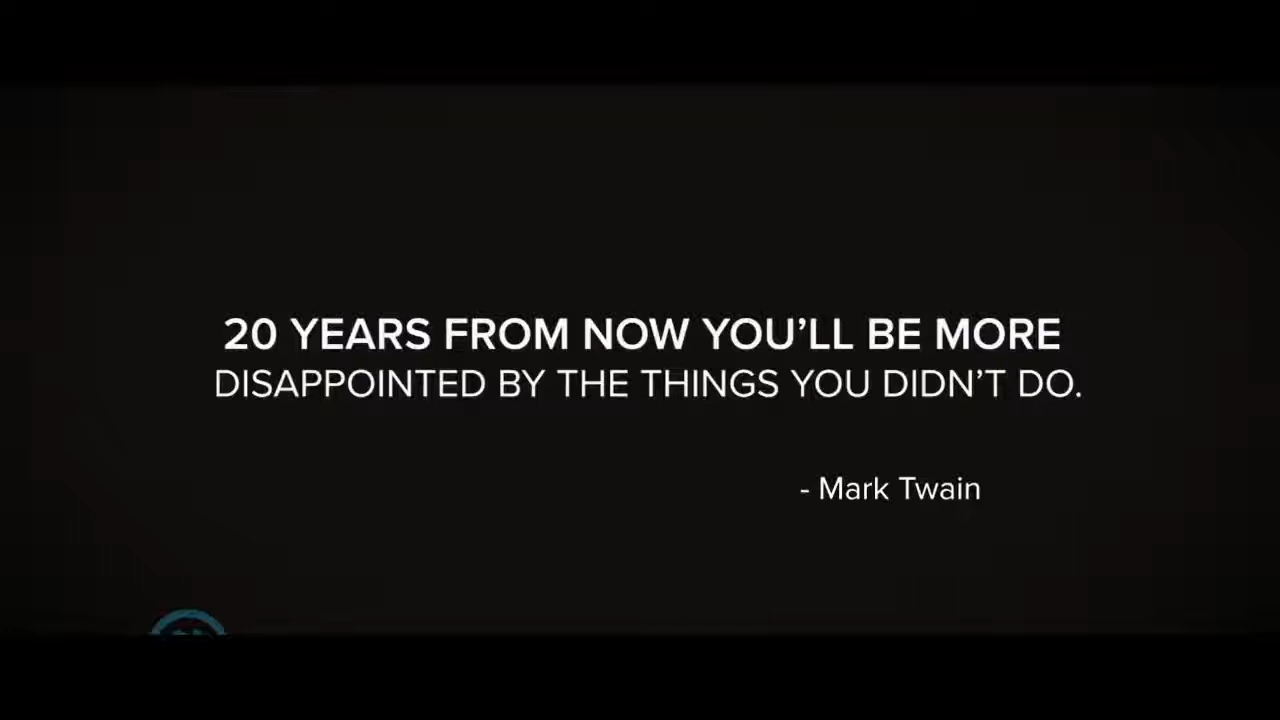 20 YEARS FROM NOW YOU’LL BE MORE
DISAPPOINTED BY THE THINGS YOU DIDN’T DO.
- Mark Twain